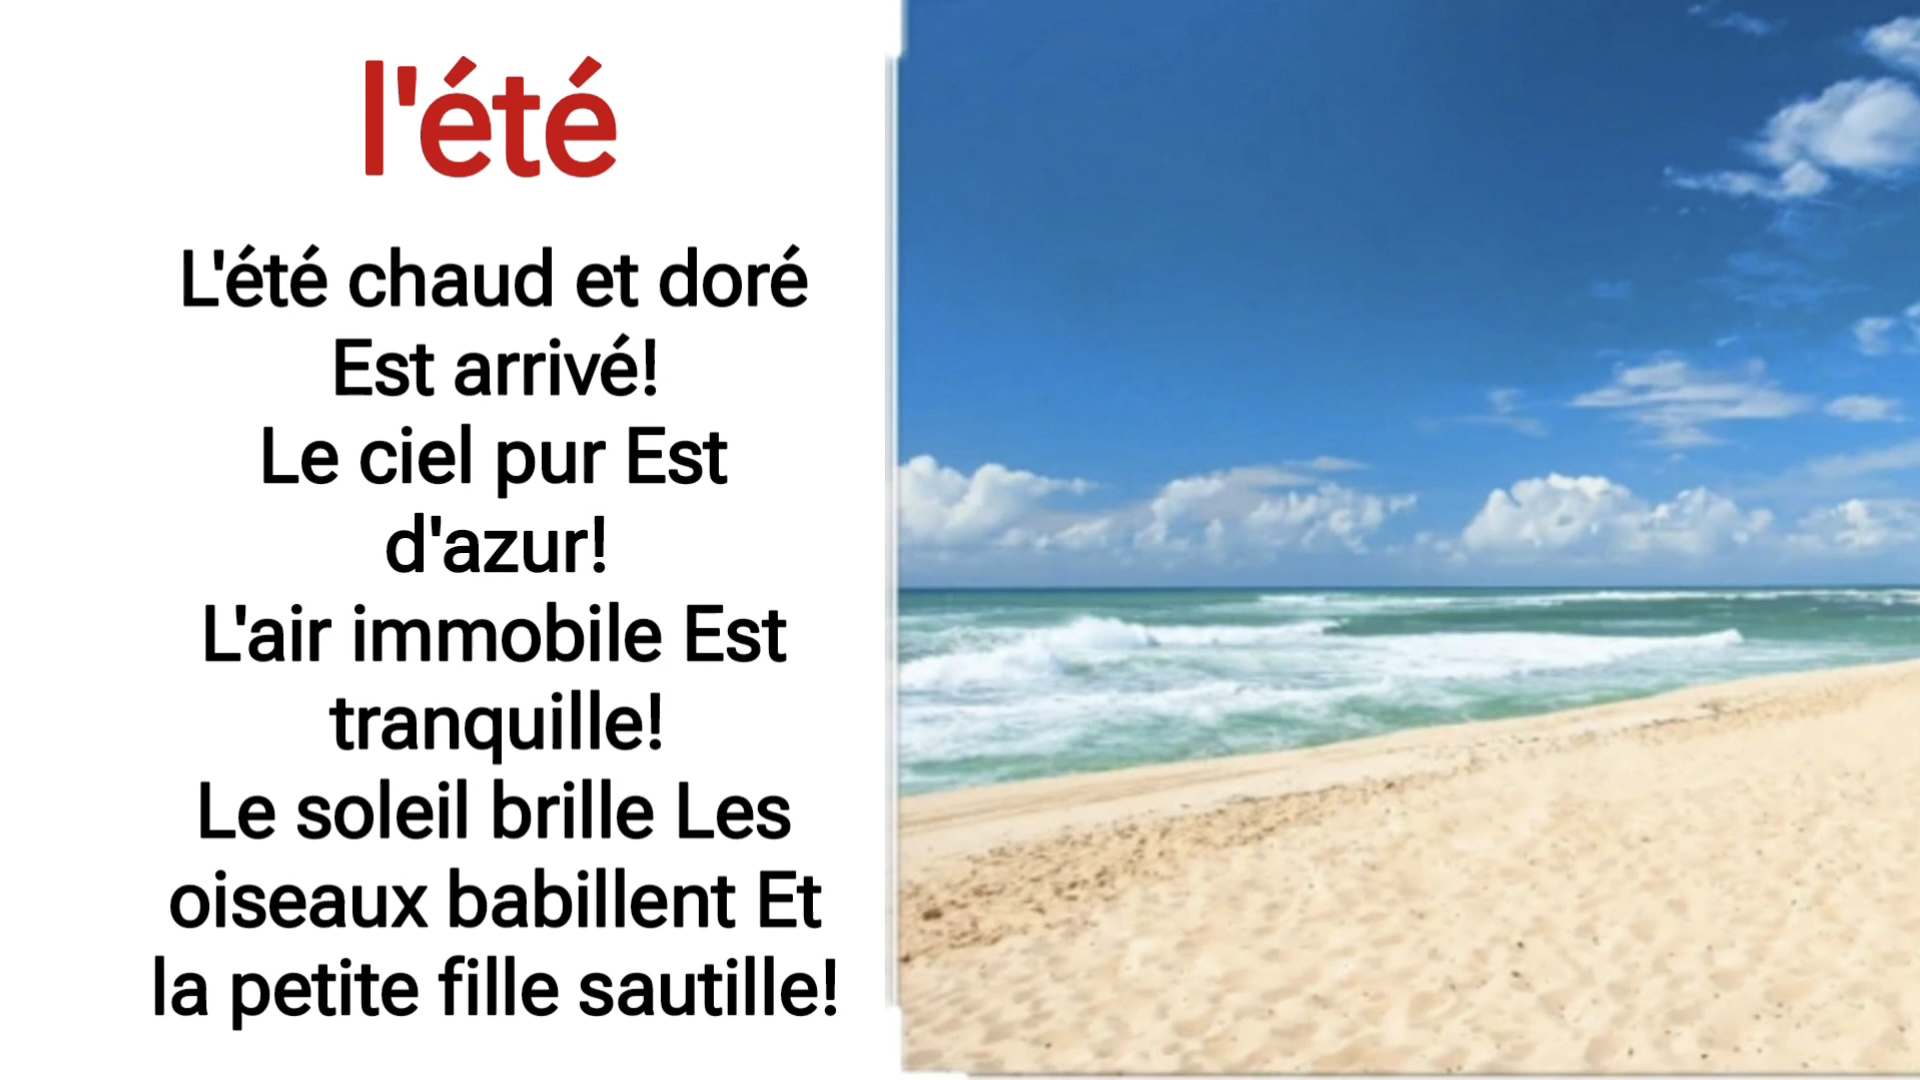 l'été
L'été chaud et doré
Est arrivé!
Le ciel pur Est
d'azur!
L'air immobile Est
tranquille!
Le soleil brille Les
oiseaux babillent Et
la petite fille sautille!